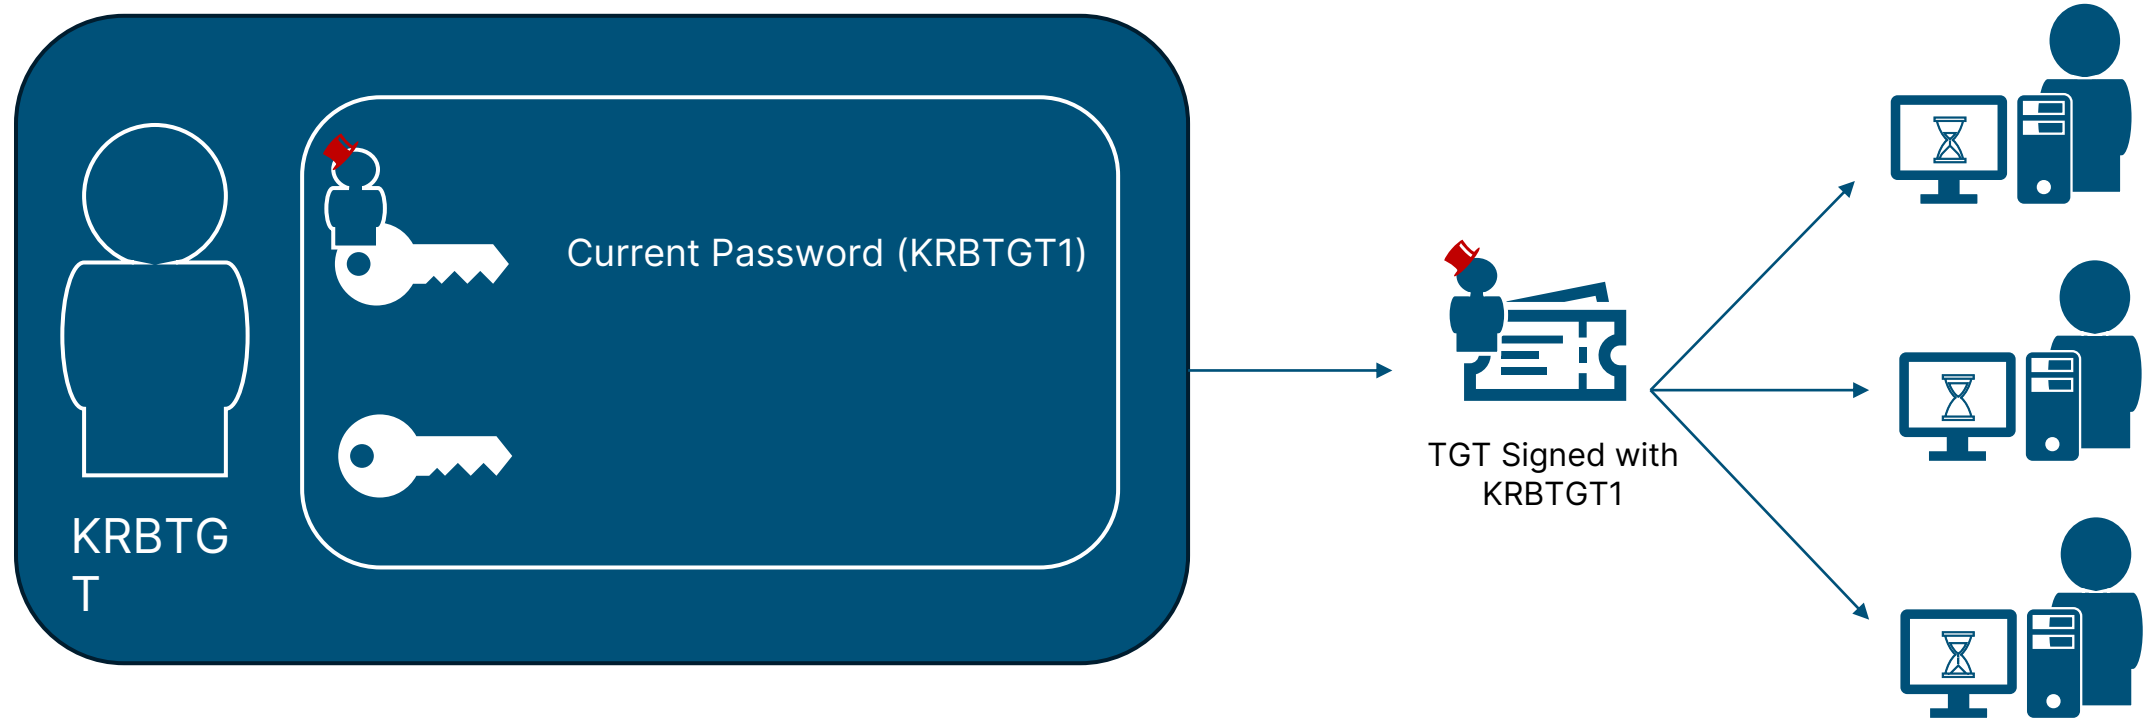 Current Password (KRBTGT1)
KRBTG
T
TGT Signed with
KRBTGT1